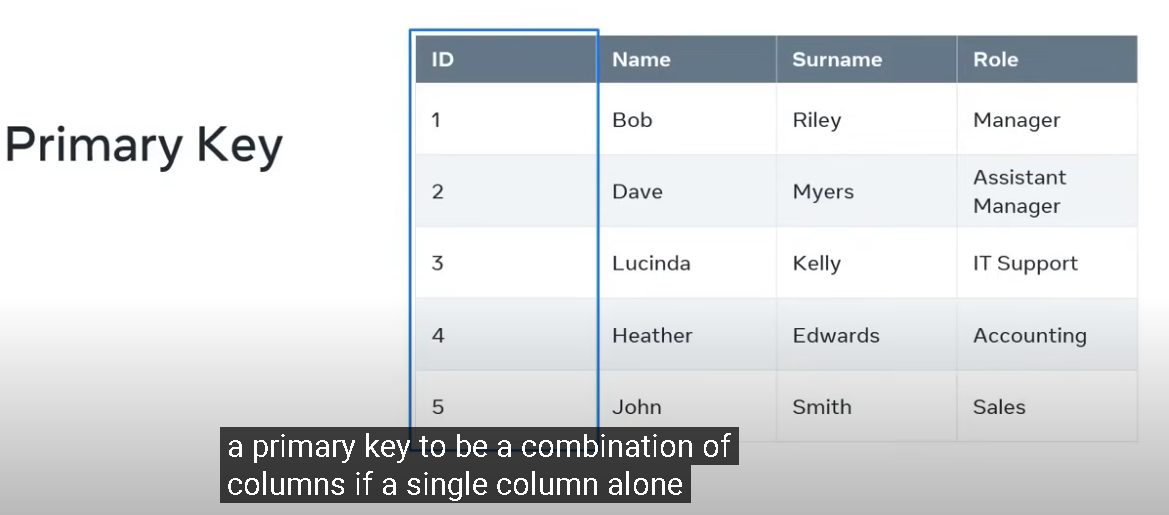 Primary Key
ID Name Surname Role
1 Bob Riley Manager
2 Dave Myers Assistant
Manager
3 Lucinda Kelly IT Support
4 Heather Edwards Accounting
5 John Smith Sales
a primary key to be a combination of
columns if a single column alone